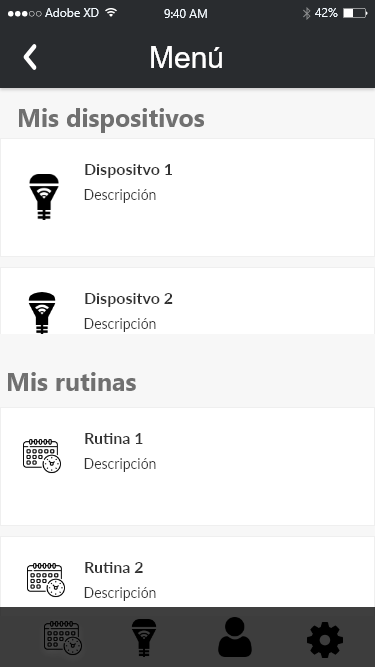 Adobe XD 9:40 AM 42%
Menú
Mis dispositivos
Dispositvo 1
Descripción
Dispositvo 2
Descripción
Mis rutinas
Rutina 1
Descripción
Rutina 2
Descripción